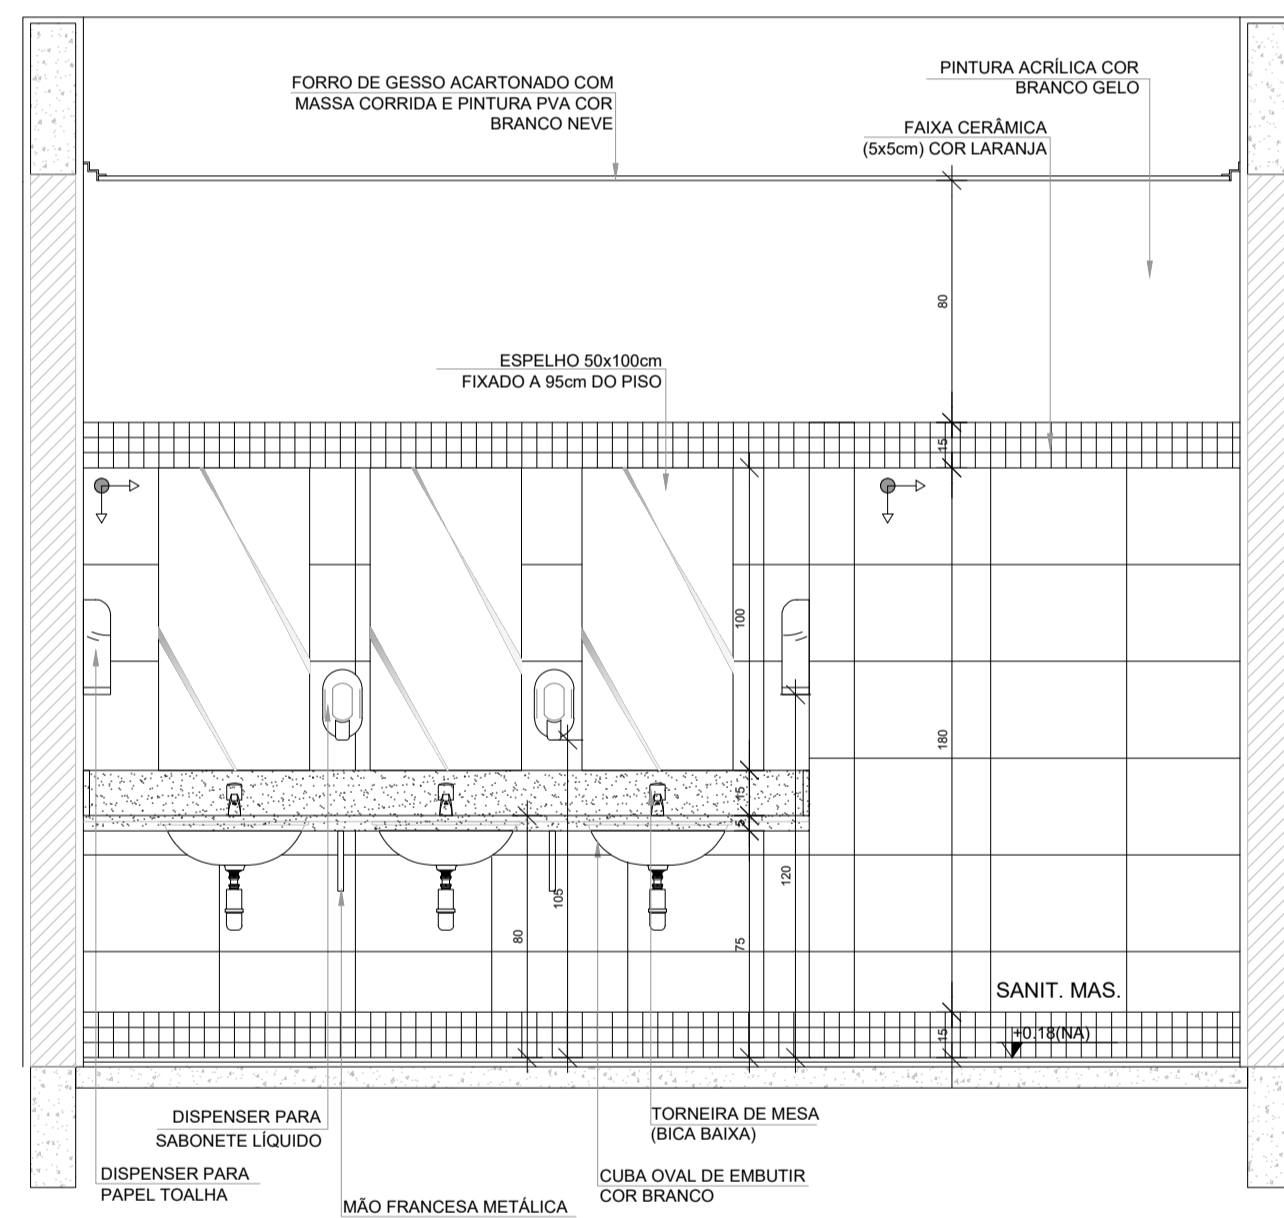 FORRO DE GESSO ACARTONADO COM
MASSA CORRIDA E PINTURA PVA COR
BRANCO NEVE
PINTURA ACRÍLICA COR
BRANCO GELO
FAIXA CERÂMICA
(5x5cm) COR LARANJA
80
ESPELHO 50x100cm
FIXADO A 95cm DO PISO
15
100
180
15
5
120
105
80
75
SANIT. MAS.
+0.18(NA)
15
DISPENSER PARA
SABONETE LÍQUIDO
TORNEIRA DE MESA
(BICA BAIXA)
DISPENSER PARA
PAPEL TOALHA
CUBA OVAL DE EMBUTIR
COR BRANCO
MÃO FRANCESA METÁLICA